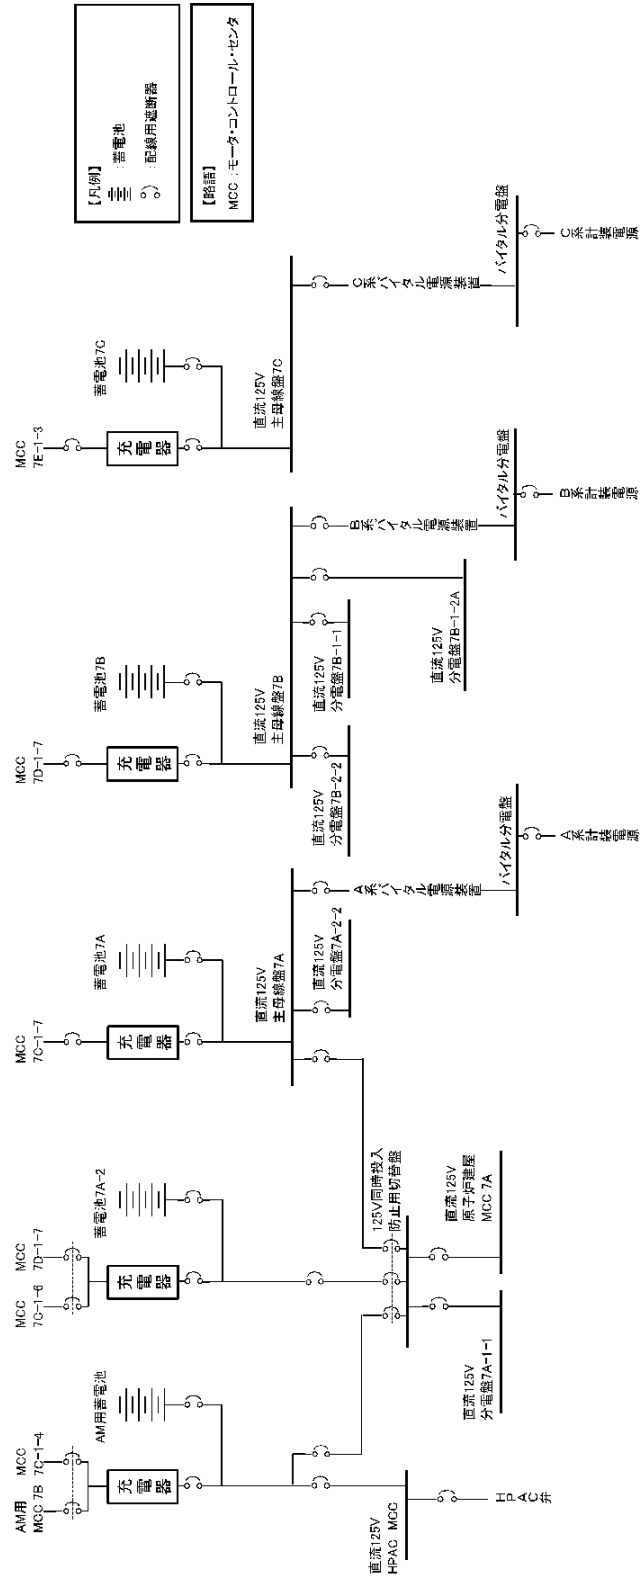 【凡例】
：蓄電池
：配線用遮断器
【略語】
MCC：モータ・コントロール・センタ
AM用
MCC 7B
MCC
7C-1-4
充電器
AM用蓄電池
直流125V
HPAC MCC
HPAC弁
MCC
7C-1-6
MCC
7D-1-7
充電器
蓄電池7A-2
125V同時投入
防止用切替盤
直流125V
分電盤7A-1-1
直流125V
原子炉建屋
MCC 7A
MCC
7C-1-7
充電器
蓄電池7A
直流125V
主母線盤7A
直流125V
分電盤7A-2-2
A系バイタル電源装置
バイタル分電盤
A系計装電源
MCC
7D-1-7
充電器
蓄電池7B
直流125V
主母線盤7B
直流125V
分電盤7B-2-2
直流125V
分電盤7B-1-1
直流125V
分電盤7B-1-2A
B系バイタル電源装置
バイタル分電盤
B系計装電源
MCC
7E-1-3
充電器
蓄電池7C
直流125V
主母線盤7C
C系バイタル電源装置
バイタル分電盤
C系計装電源